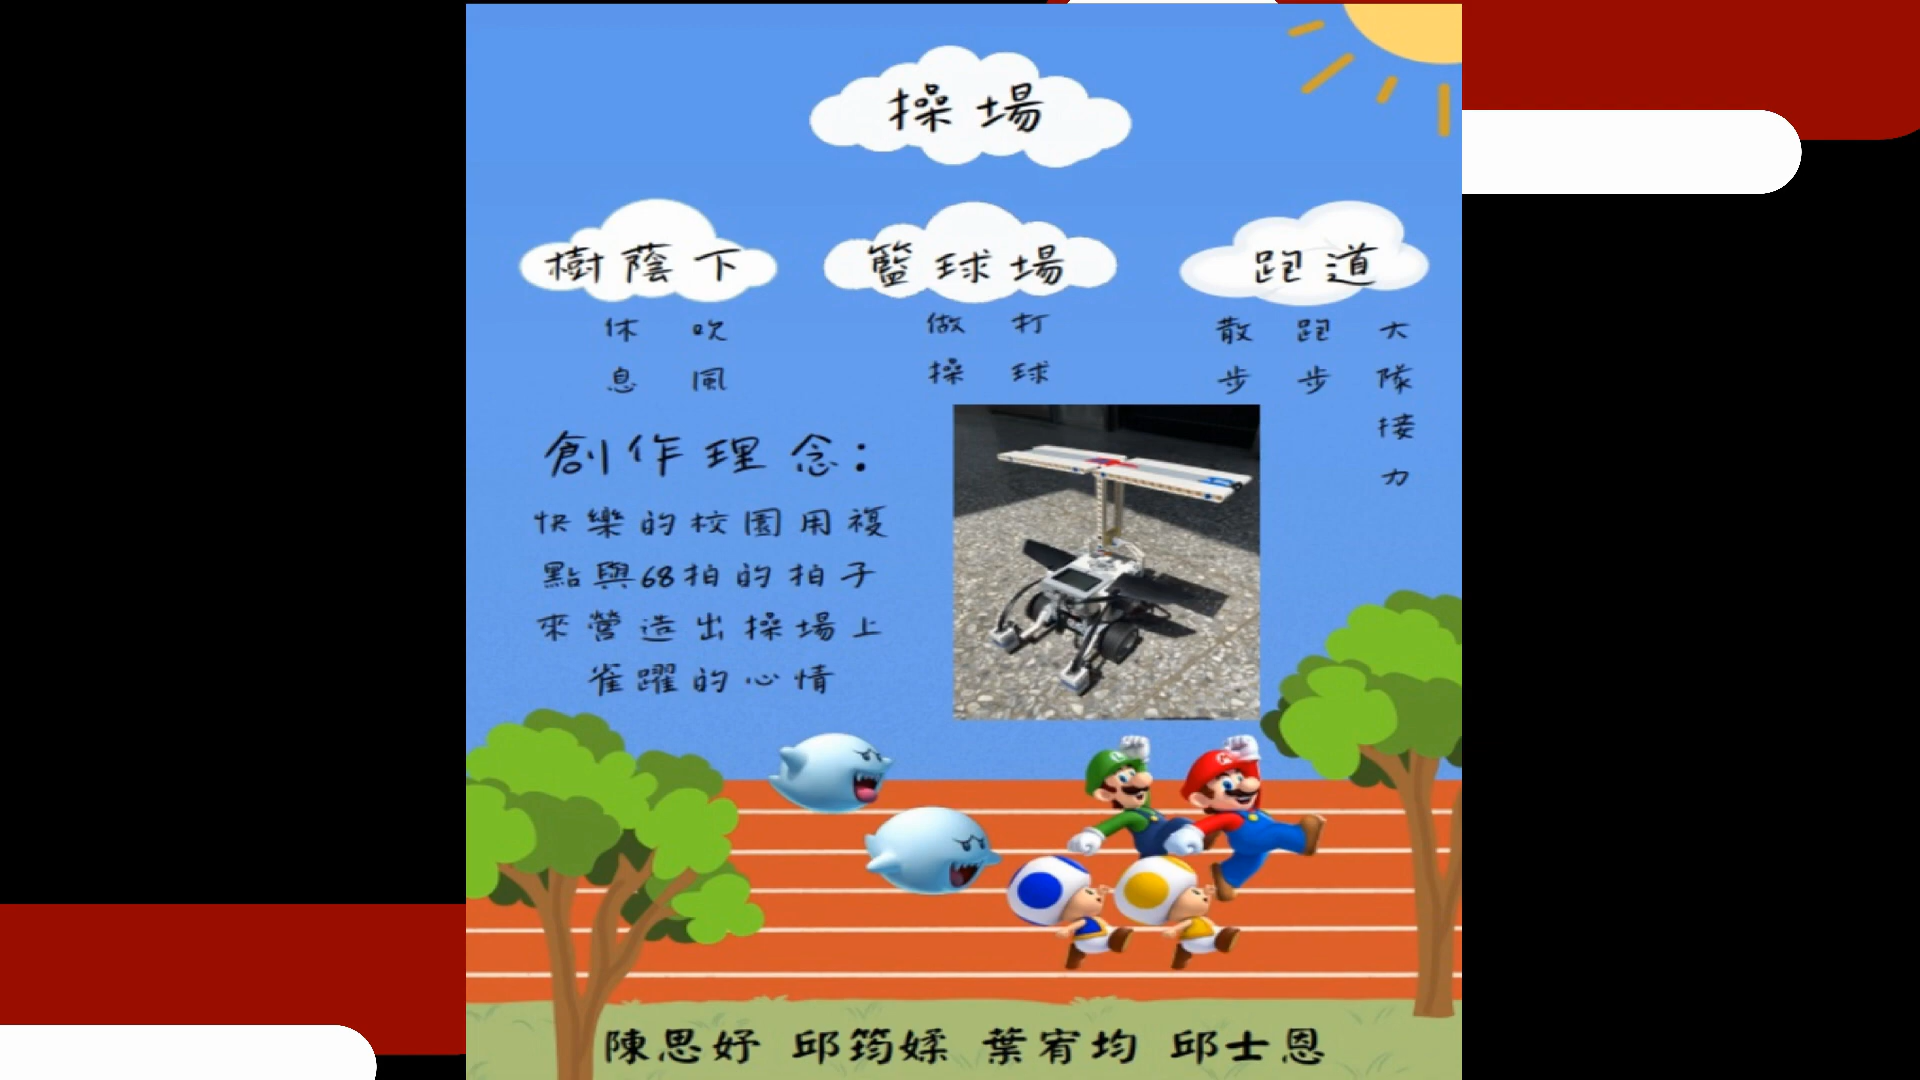 操場
樹蔭下
籃球場
跑道
休息
吹風
做操
打球
散步
跑步
大隊接力
創作理念：
快樂的校園用複
點與68拍的拍子
來營造出操場上
雀躍的心情
陳思妤 邱筠媃 葉宥均 邱士恩